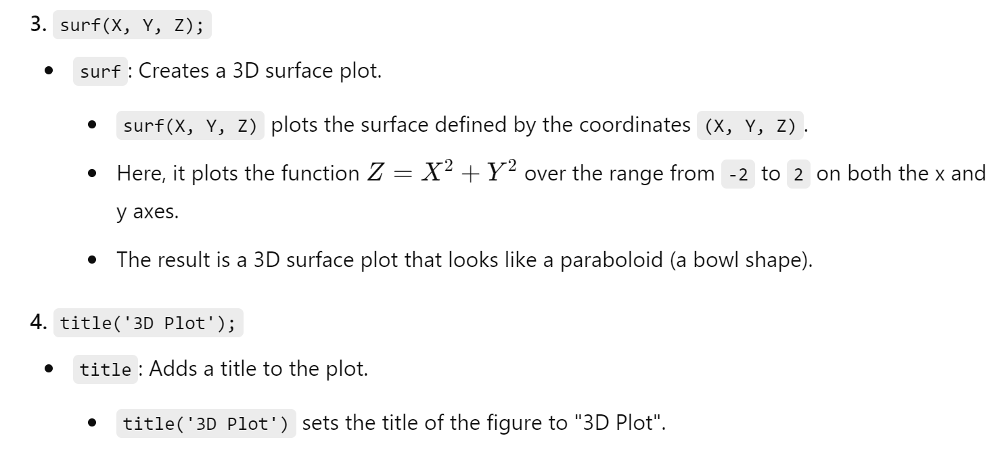 3. surf(X, Y, Z);
• surf: Creates a 3D surface plot.
• surf(X, Y, Z) plots the surface defined by the coordinates (X, Y, Z).
• Here, it plots the function Z = X² + Y² over the range from -2 to 2 on both the x and
y axes.
• The result is a 3D surface plot that looks like a paraboloid (a bowl shape).
4. title('3D Plot');
• title: Adds a title to the plot.
• title('3D Plot') sets the title of the figure to "3D Plot".